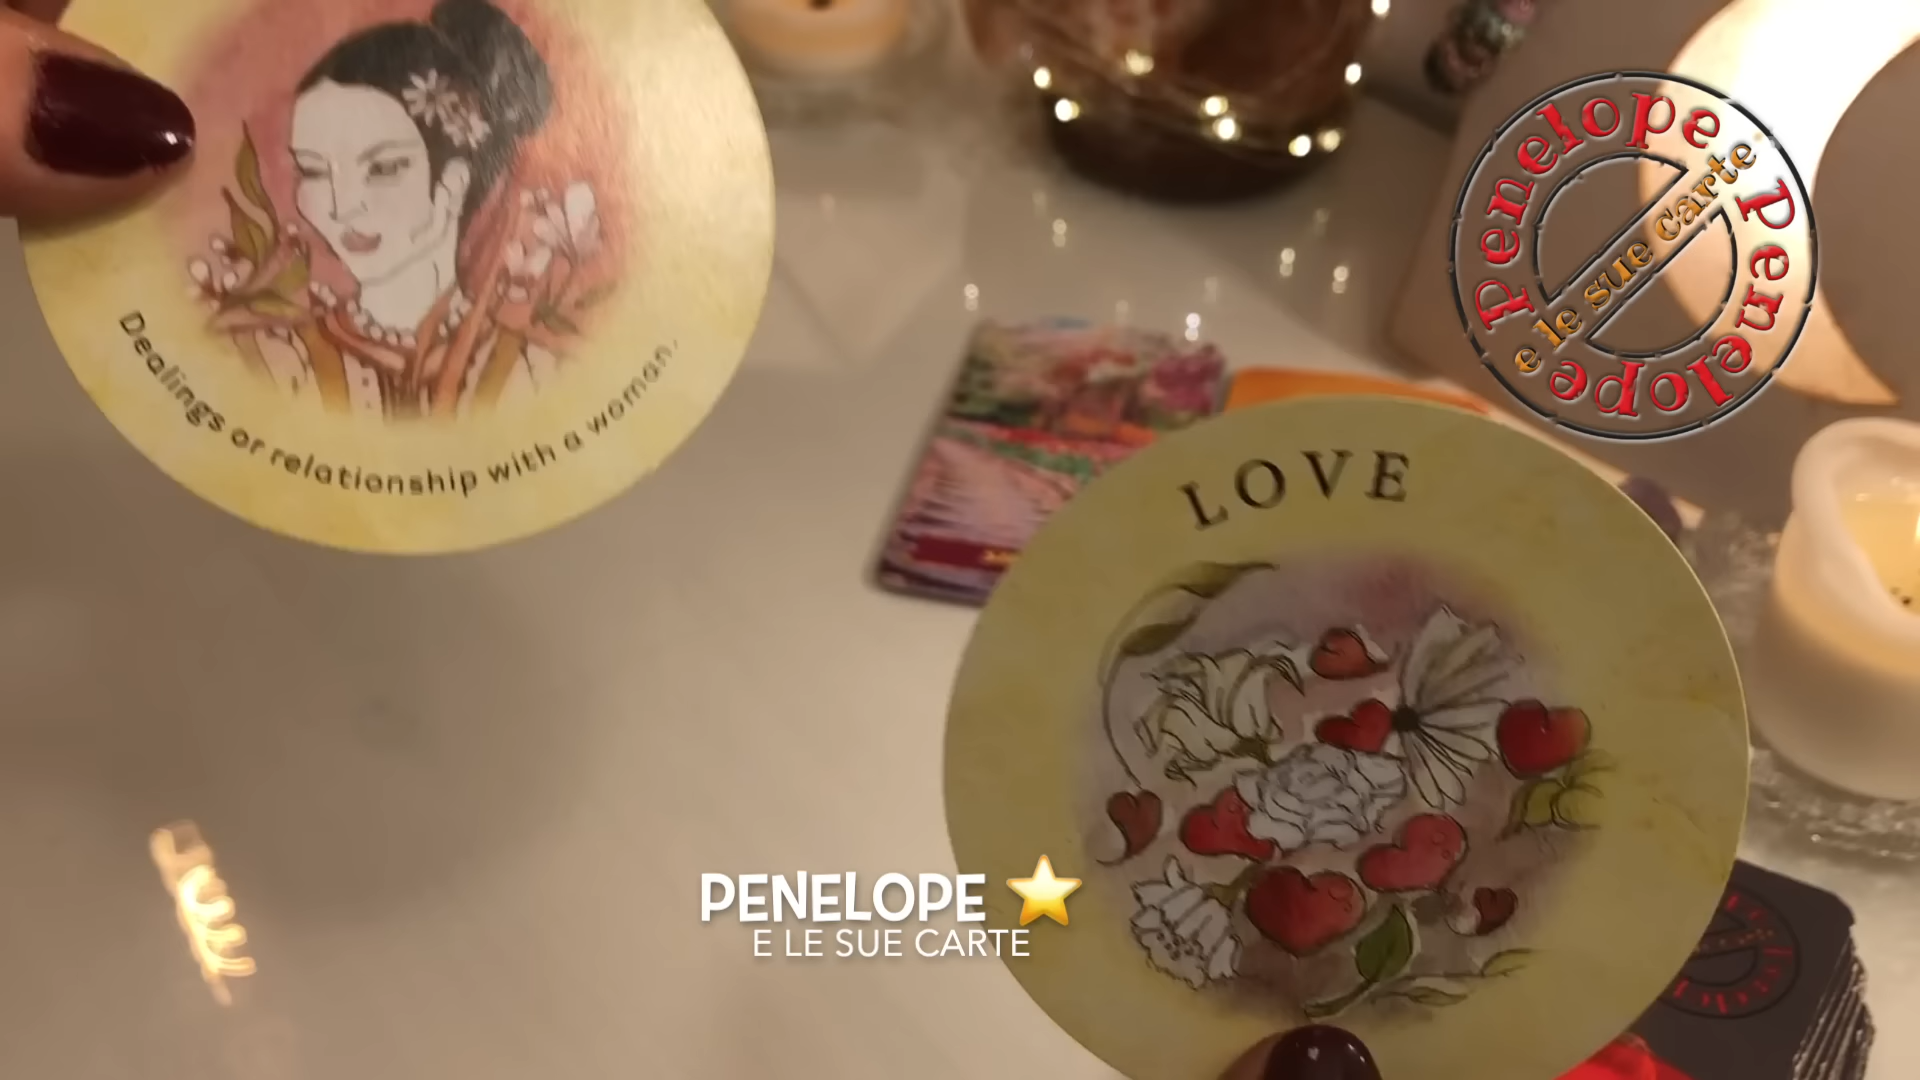 Dealings or relationship with a woman.
LOVE
Penelope Penelope
e le sue carte
PENELOPE ⭐
E LE SUE CARTE